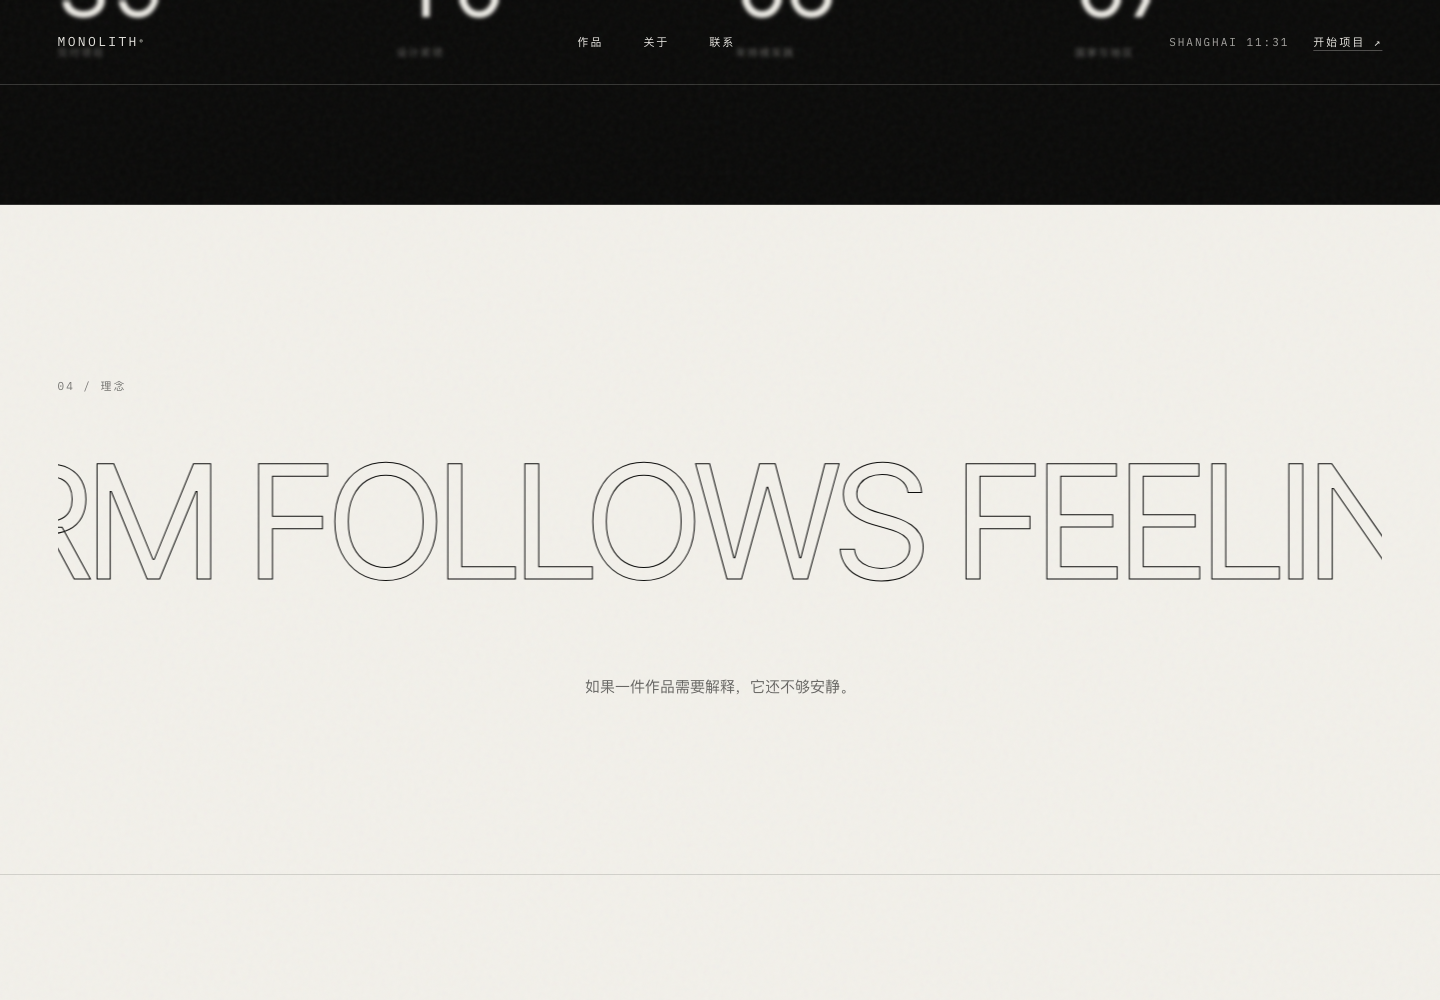 MONOLITH®
作品 关于 联系
SHANGHAI 11:31 开始项目 ↗
04 / 理念
RM FOLLOWS FEELIN
如果一件作品需要解释，它还不够安静。